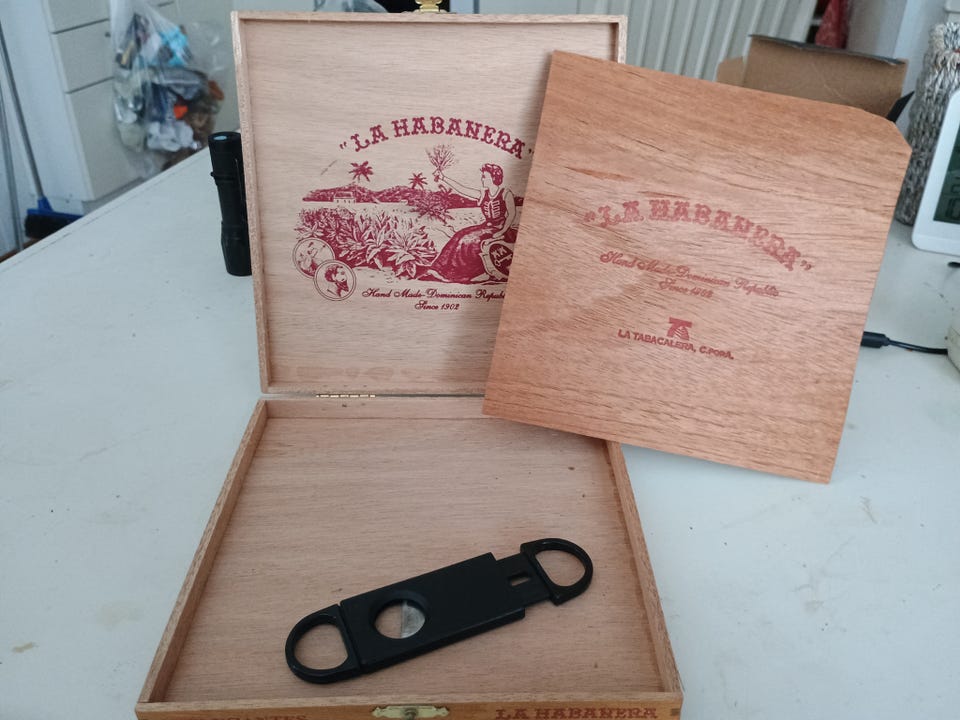 "LA HABANERA"
Hand Made-Dominican
Since 1902
"LA HABANERA"
Hand Made-Dominican Republic
Since 1902
LA TABACALERA, C.POR A.
LA HABANERA